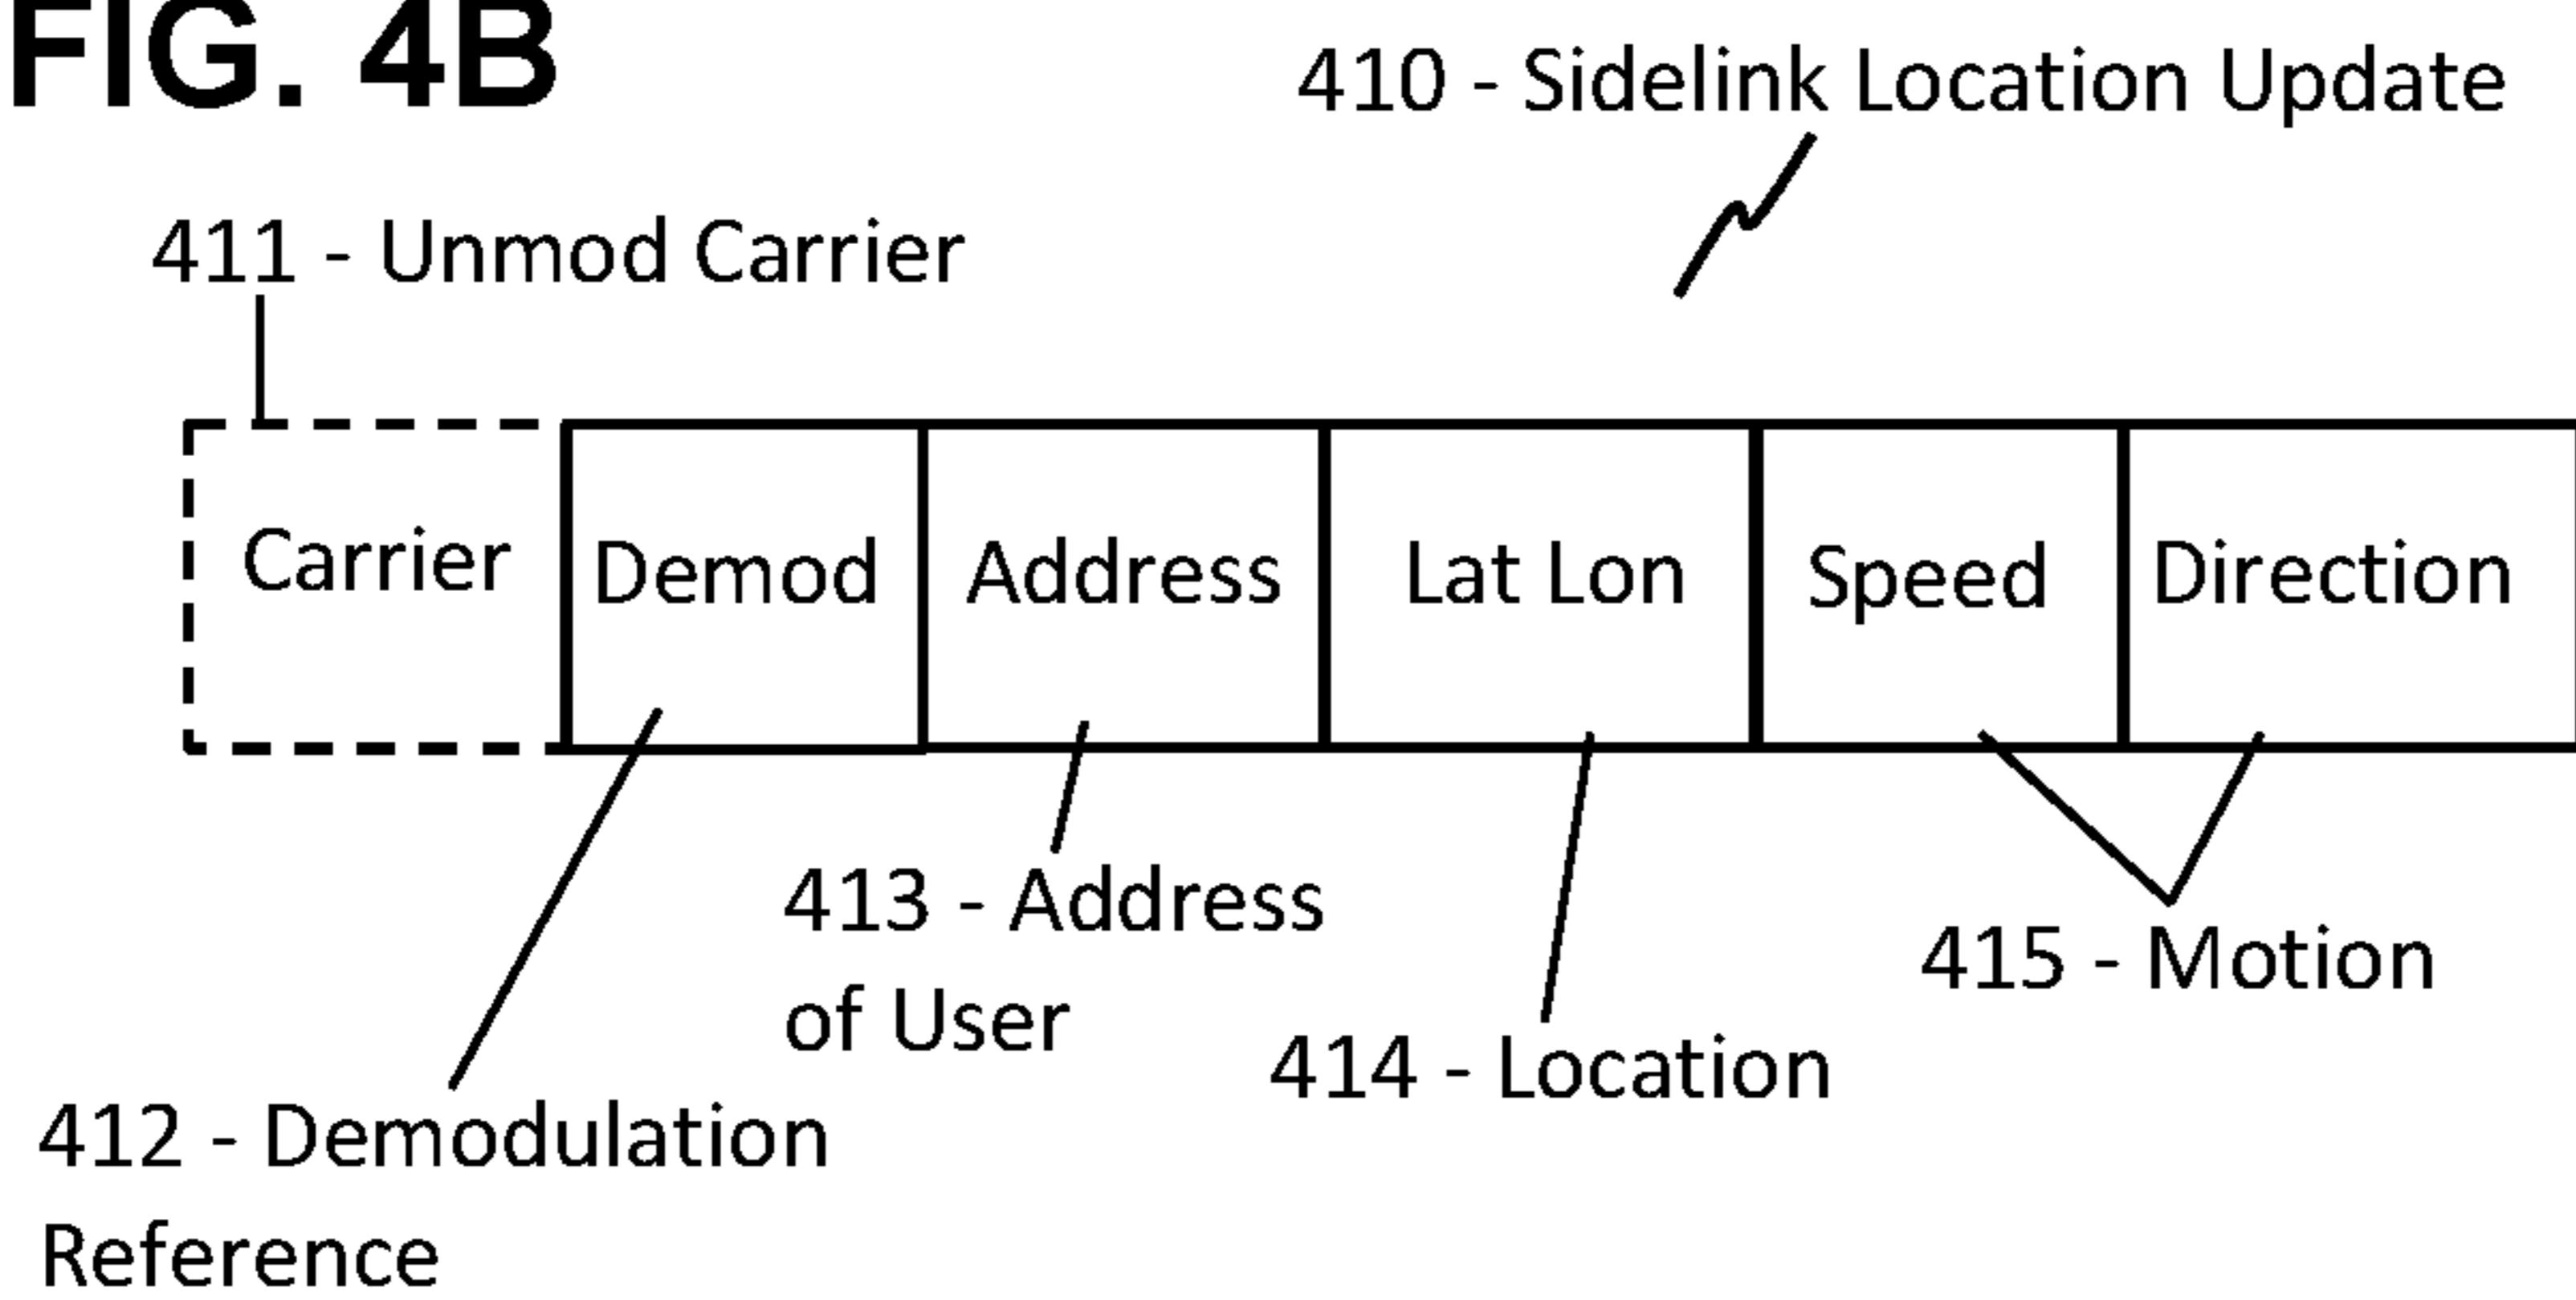 FIG. 4B
410 - Sidelink Location Update
411 - Unmod Carrier
Carrier
Demod
Address
Lat Lon
Speed
Direction
413 - Address
of User
415 - Motion
414 - Location
412 - Demodulation
Reference